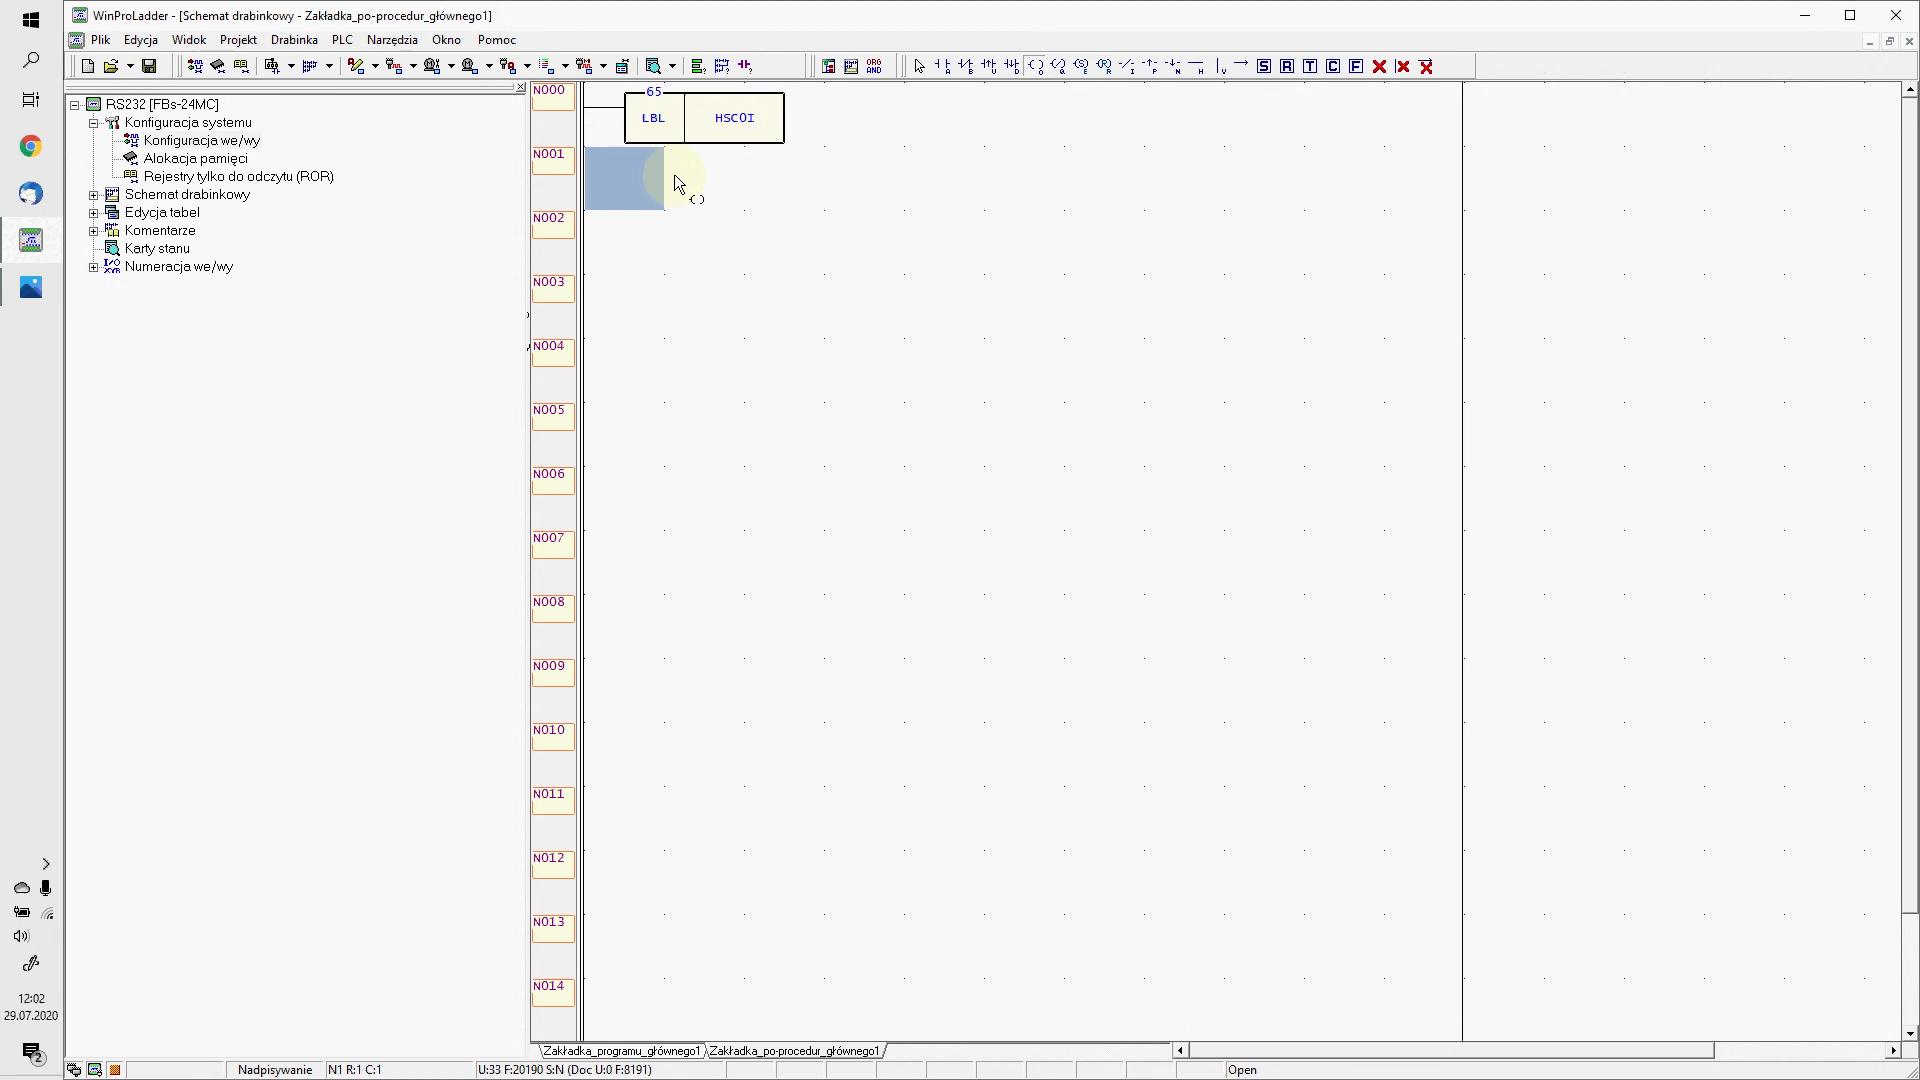 WinProLadder - [Schemat drabinkowy - Zakładka_po-procedur_głównego1]
Plik Edycja Widok Projekt Drabinka PLC Narzędzia Okno Pomoc
RS232 [FBs-24MC]
Konfiguracja systemu
Konfiguracja we/wy
Alokacja pamięci
Rejestry tylko do odczytu (ROR)
Schemat drabinkowy
Edycja tabel
Komentarze
Karty stanu
Numeracja we/wy
N000
65
LBL HSC0I
N001
N002
N003
N004
N005
N006
N007
N008
N009
N010
N011
N012
N013
N014
Zakładka_programu_głównego1 Zakładka_po-procedur_głównego1
Nadpisywanie N1 R:1 C:1 U:33 F:20190 S:N (Doc U:0 F:8191) Open
12:02
29.07.2020
2